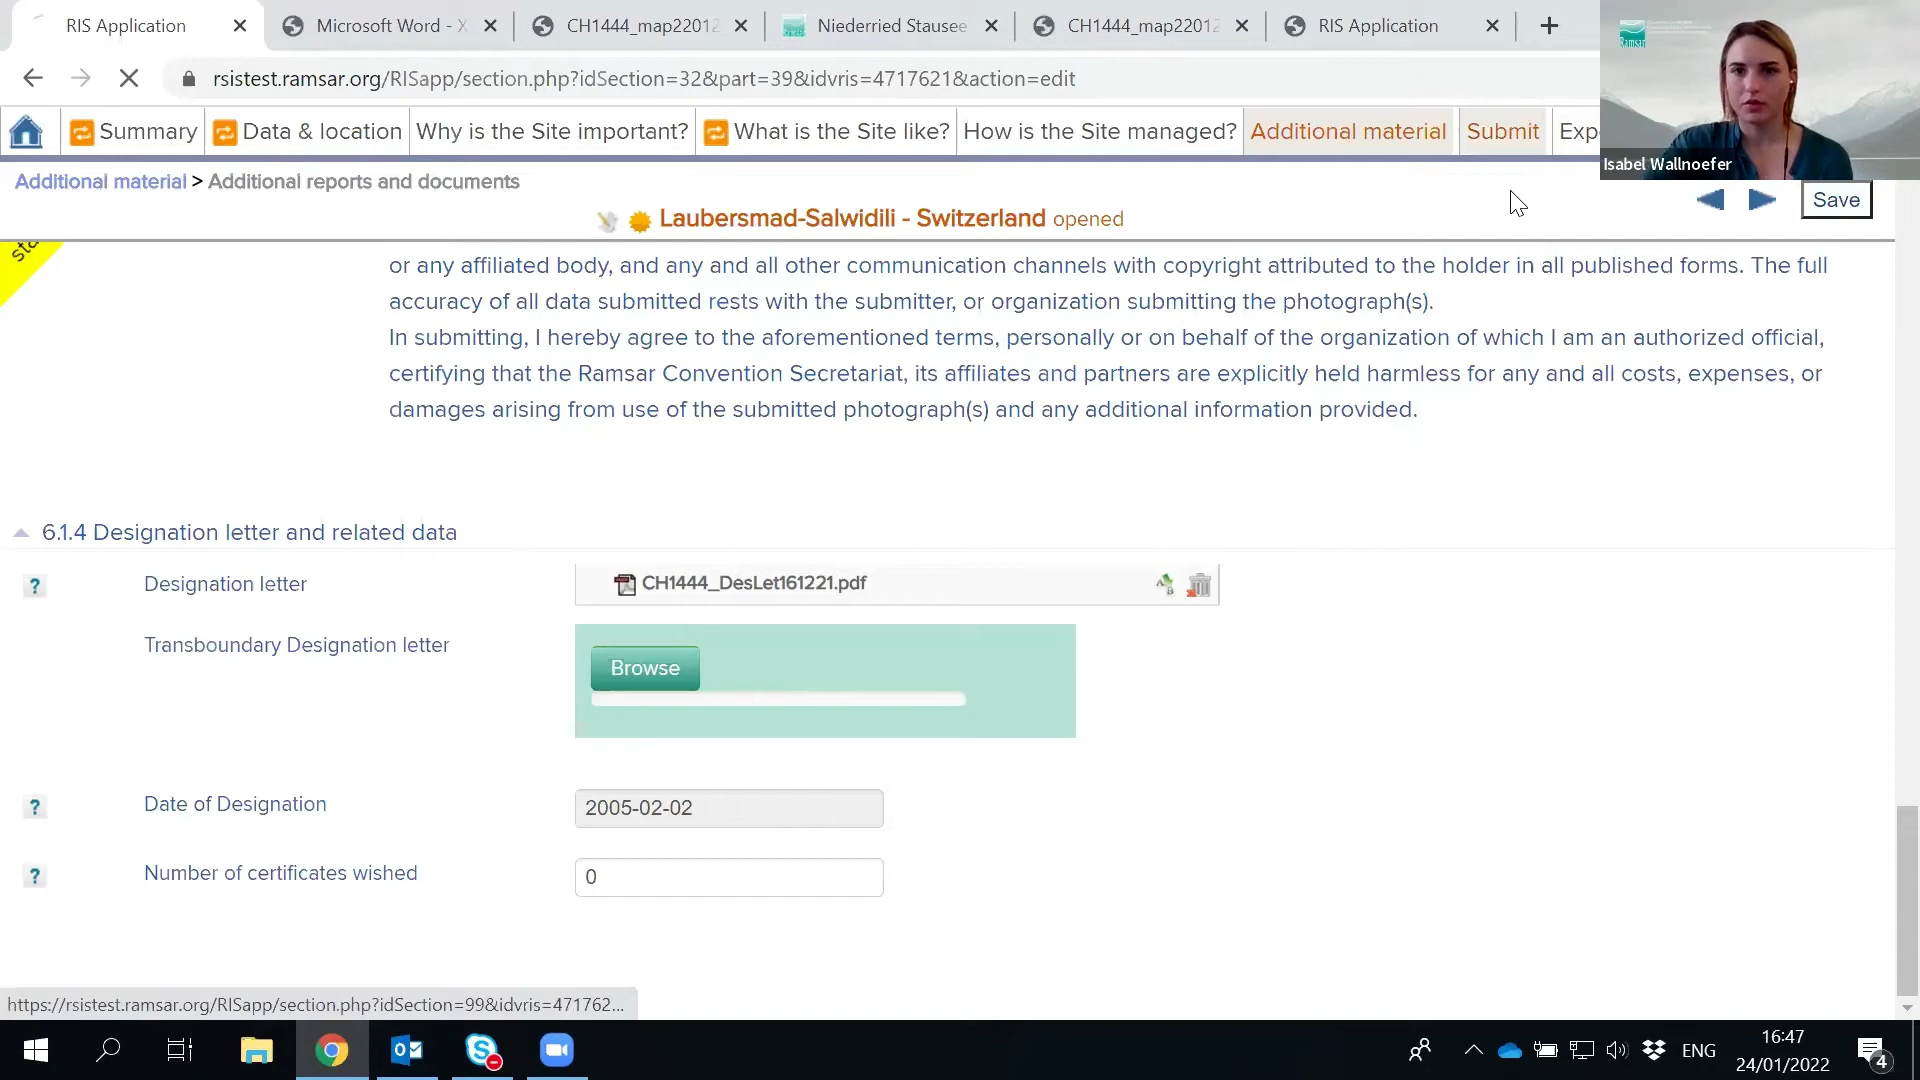 RIS Application
Microsoft Word - X
CH1444_map22012
Niederried Stausee
CH1444_map22012
RIS Application
rsistest.ramsar.org/RISapp/section.php?idSection=32&part=39&idvris=4717621&action=edit
Ramsar
Summary
Data & location
Why is the Site important?
What is the Site like?
How is the Site managed?
Additional material
Submit
Exp
Isabel Wallnoefer
Additional material > Additional reports and documents
Save
Laubersmad-Salwidili - Switzerland opened
or any affiliated body, and any and all other communication channels with copyright attributed to the holder in all published forms. The full
accuracy of all data submitted rests with the submitter, or organization submitting the photograph(s).
In submitting, I hereby agree to the aforementioned terms, personally or on behalf of the organization of which I am an authorized official,
certifying that the Ramsar Convention Secretariat, its affiliates and partners are explicitly held harmless for any and all costs, expenses, or
damages arising from use of the submitted photograph(s) and any additional information provided.
6.1.4 Designation letter and related data
? Designation letter
CH1444_DesLet161221.pdf
Transboundary Designation letter
Browse
? Date of Designation
2005-02-02
? Number of certificates wished
0
https://rsistest.ramsar.org/RISapp/section.php?idSection=99&idvris=471762...
ENG
16:47
24/01/2022
4